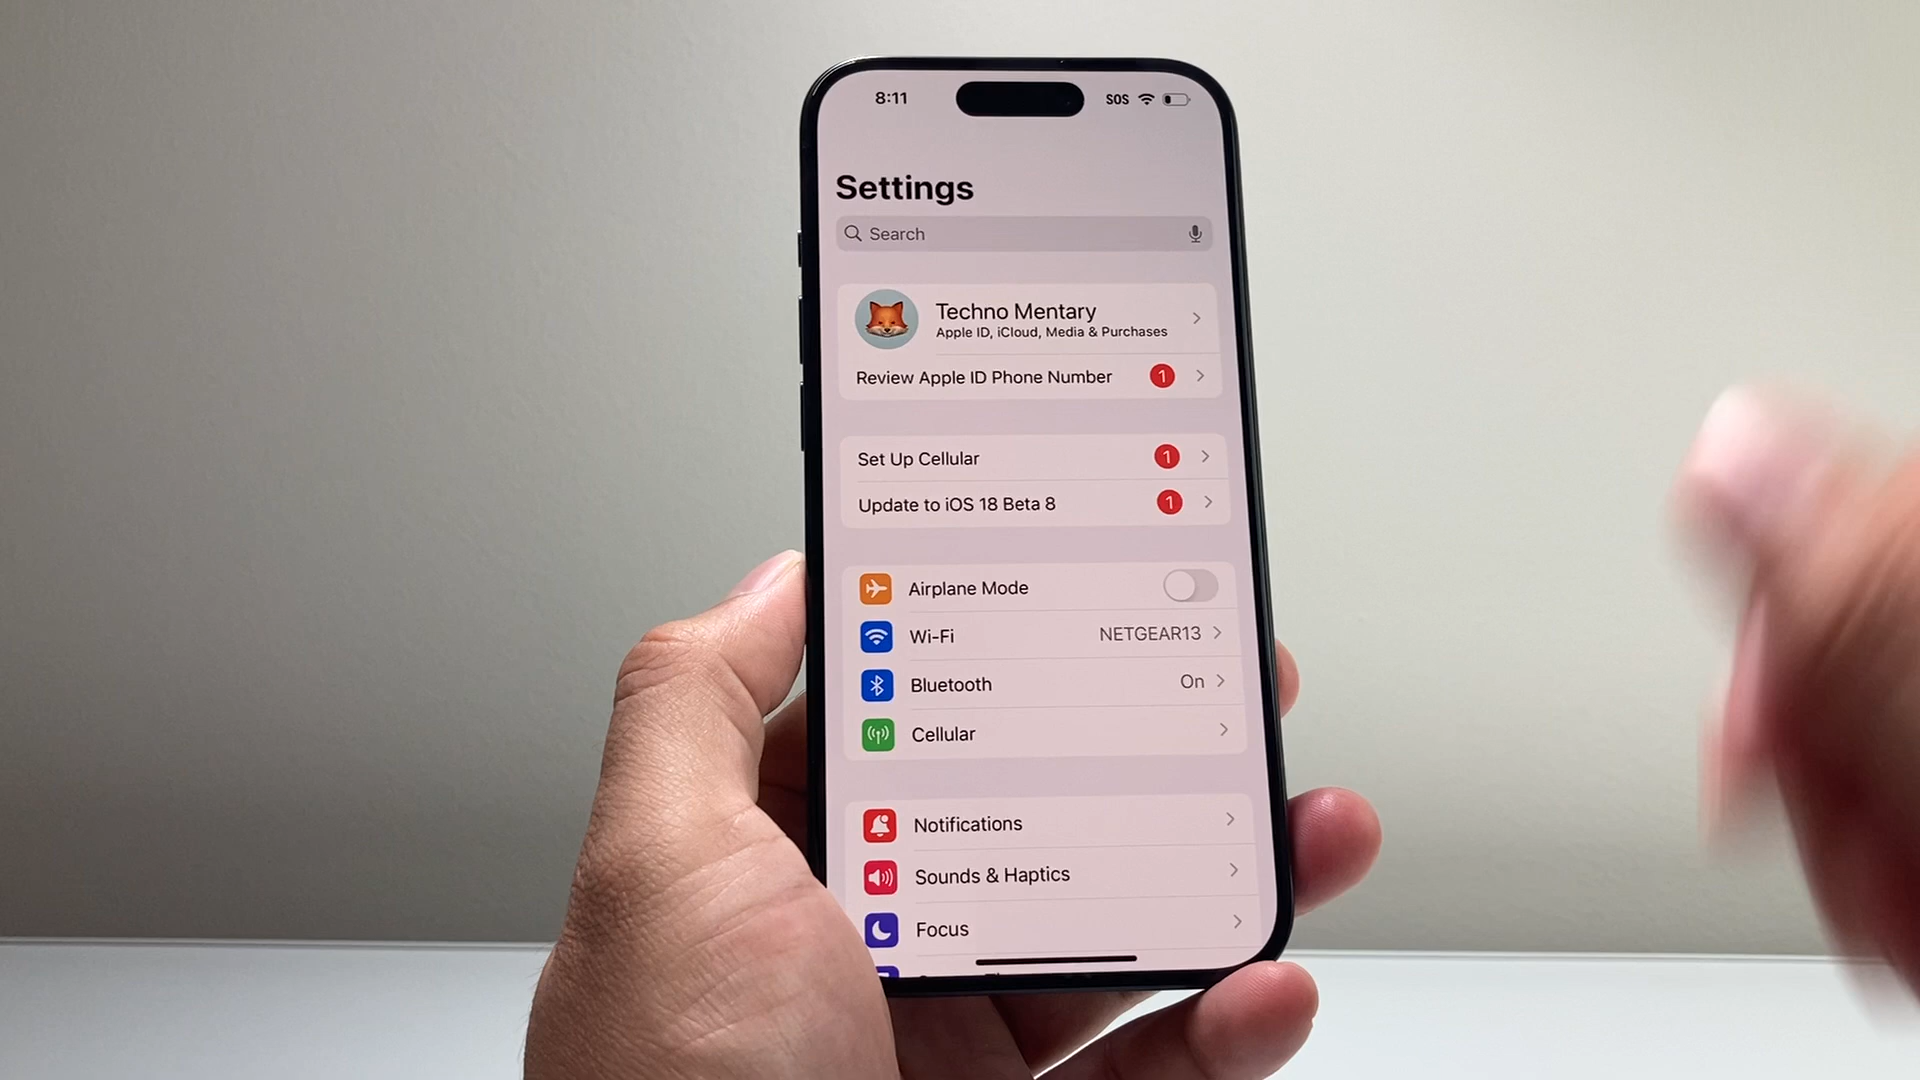 8:11
SOS
Settings
Search
Techno Mentary
Apple ID, iCloud, Media & Purchases
Review Apple ID Phone Number 1
Set Up Cellular 1
Update to iOS 18 Beta 8 1
Airplane Mode
Wi-Fi NETGEAR13
Bluetooth On
Cellular
Notifications
Sounds & Haptics
Focus